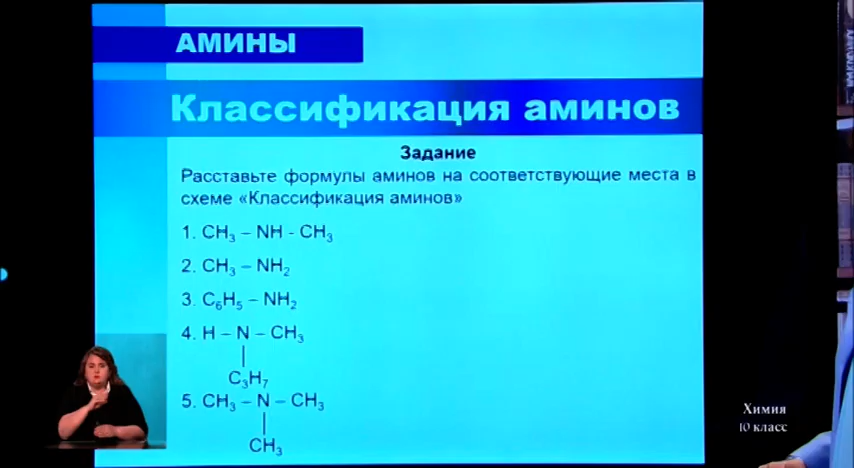 АМИНЫ
Классификация аминов
Задание
Расставьте формулы аминов на соответствующие места в
схеме «Классификация аминов»
1. CH₃ – NH - CH₃
2. CH₃ – NH₂
3. C₆H₅ – NH₂
4. H – N – CH₃
|
C₃H₇
5. CH₃ – N – CH₃
|
CH₃
Химия
10 класс